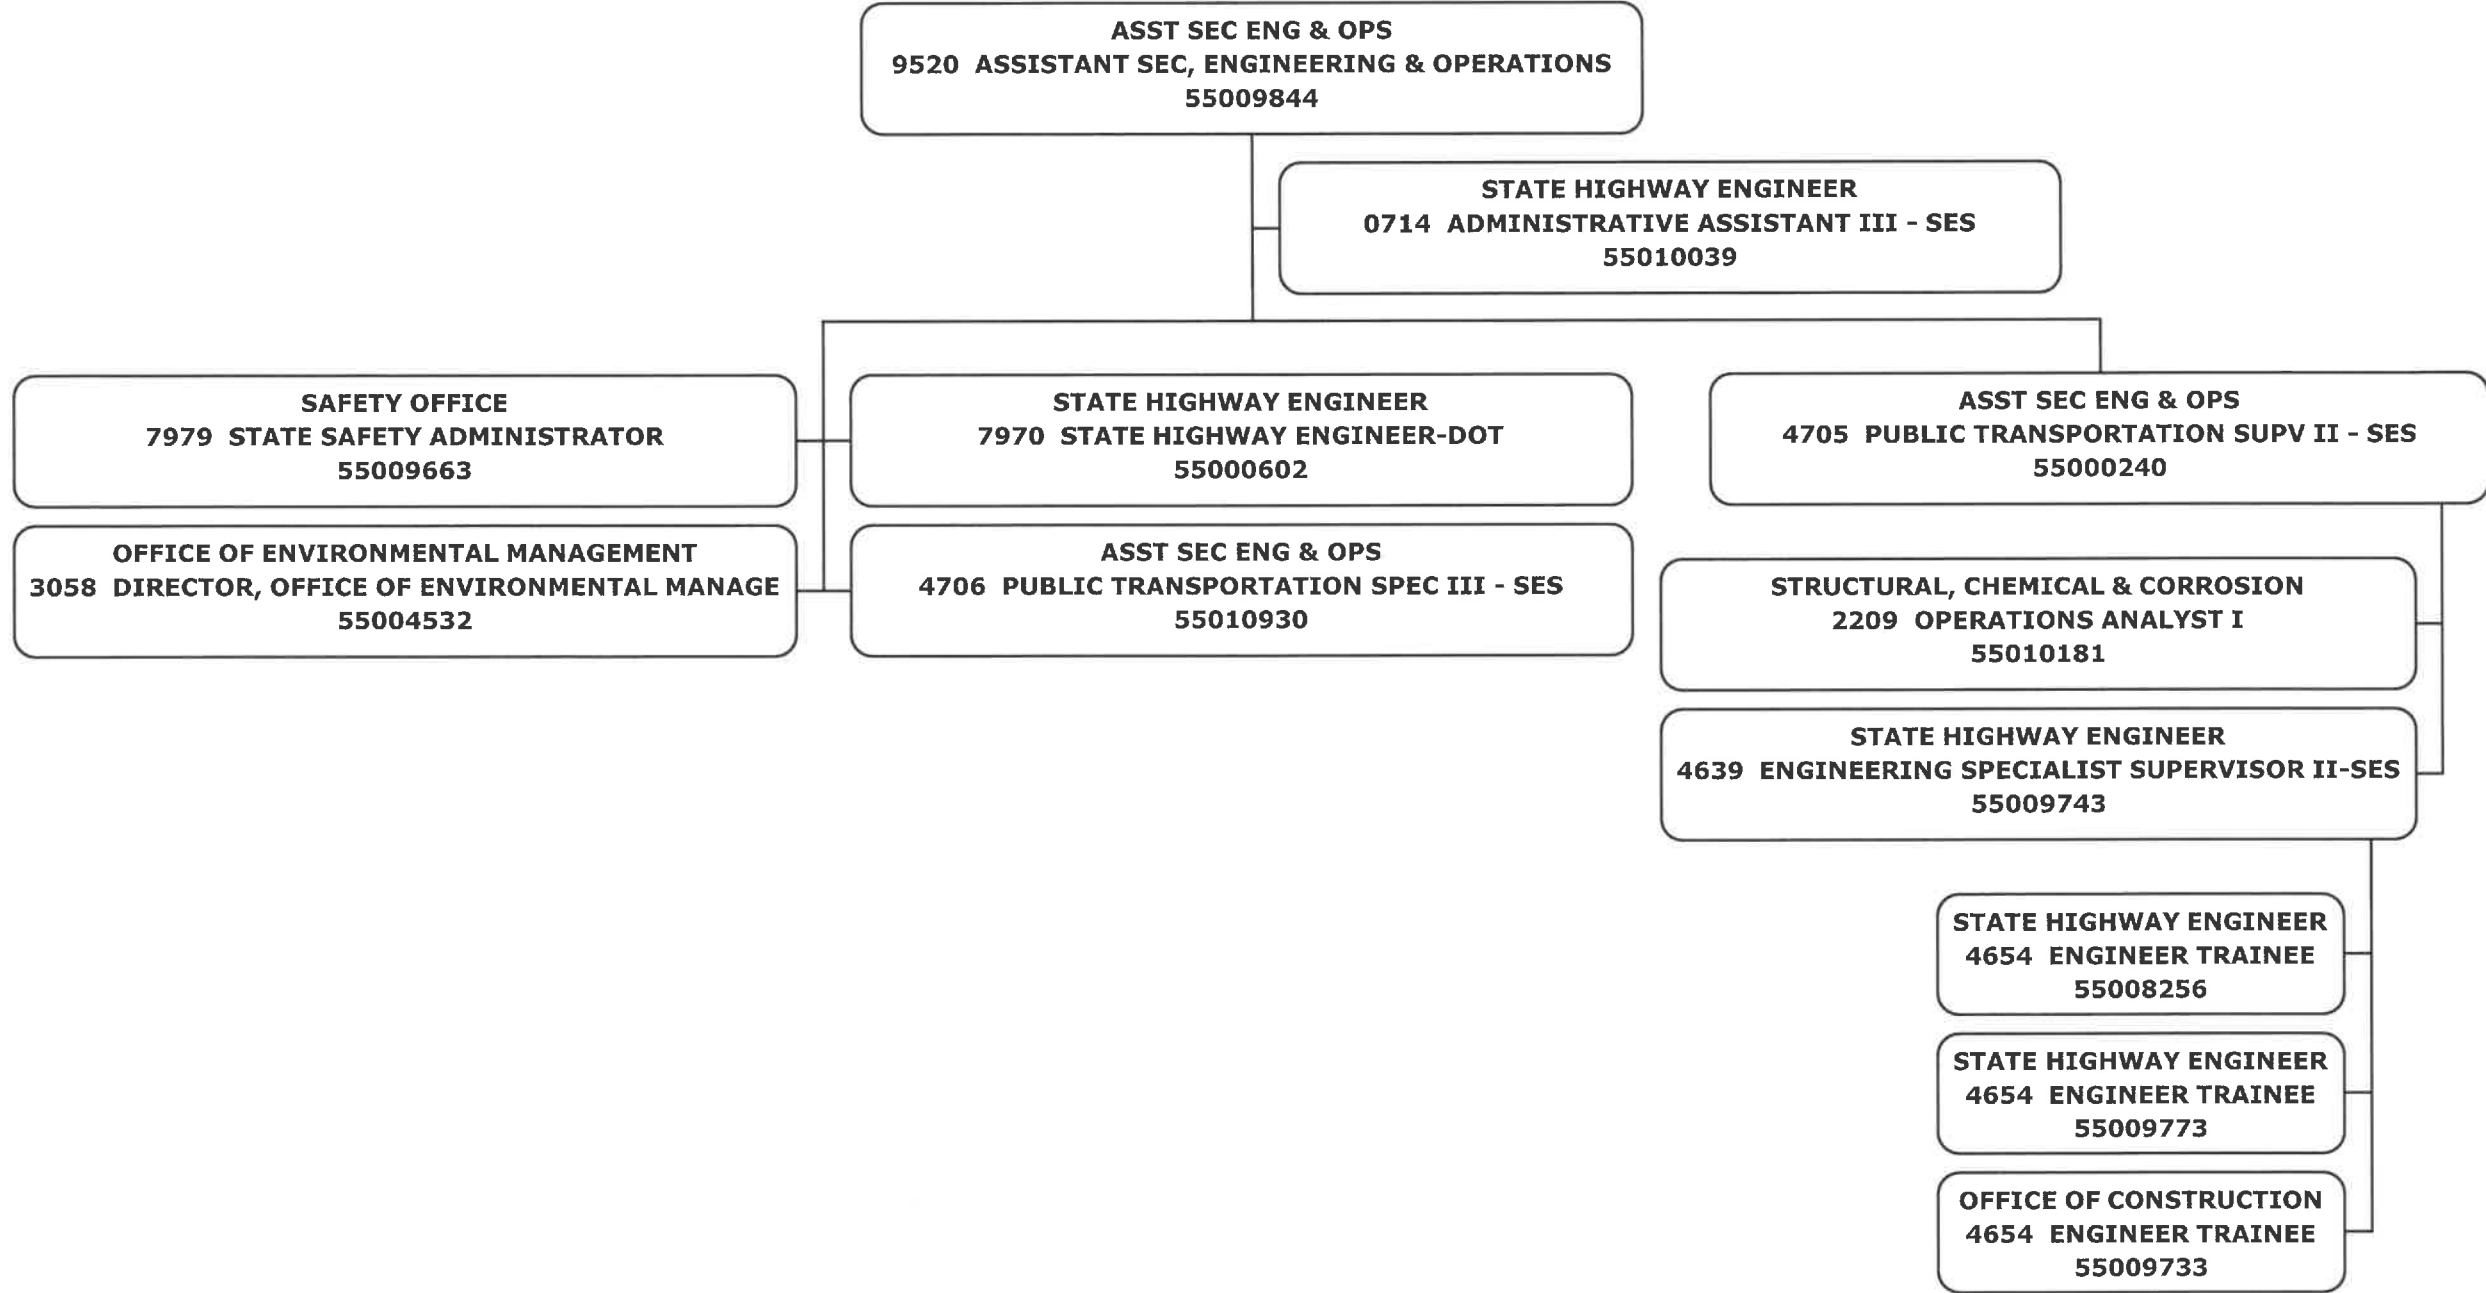 ASST SEC ENG & OPS
9520 ASSISTANT SEC, ENGINEERING & OPERATIONS
55009844
STATE HIGHWAY ENGINEER
0714 ADMINISTRATIVE ASSISTANT III - SES
55010039
SAFETY OFFICE
7979 STATE SAFETY ADMINISTRATOR
55009663
STATE HIGHWAY ENGINEER
7970 STATE HIGHWAY ENGINEER-DOT
55000602
ASST SEC ENG & OPS
4705 PUBLIC TRANSPORTATION SUPV II - SES
55000240
OFFICE OF ENVIRONMENTAL MANAGEMENT
3058 DIRECTOR, OFFICE OF ENVIRONMENTAL MANAGE
55004532
ASST SEC ENG & OPS
4706 PUBLIC TRANSPORTATION SPEC III - SES
55010930
STRUCTURAL, CHEMICAL & CORROSION
2209 OPERATIONS ANALYST I
55010181
STATE HIGHWAY ENGINEER
4639 ENGINEERING SPECIALIST SUPERVISOR II-SES
55009743
STATE HIGHWAY ENGINEER
4654 ENGINEER TRAINEE
55008256
STATE HIGHWAY ENGINEER
4654 ENGINEER TRAINEE
55009773
OFFICE OF CONSTRUCTION
4654 ENGINEER TRAINEE
55009733